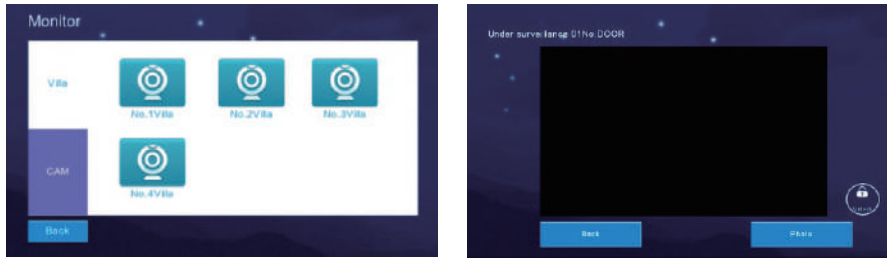 Monitor
Villa
No.1Villa
No.2Villa
No.3Villa
CAM
No.4Villa
Back
Under surveillance 01No.DOOR
Back
Photo